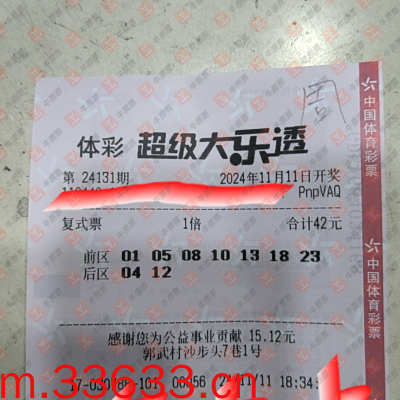 周
体彩 超级大乐透
第 24131期 2024年11月11日开奖
PnpVAQ
复式票 1倍 合计42元
前区 01 05 08 10 13 18 23
后区 04 12
感谢您为公益事业贡献 15.12元
郭武村沙步头7巷1号
18:34:
m.33633.cn
中国体育彩票
中国体育彩票